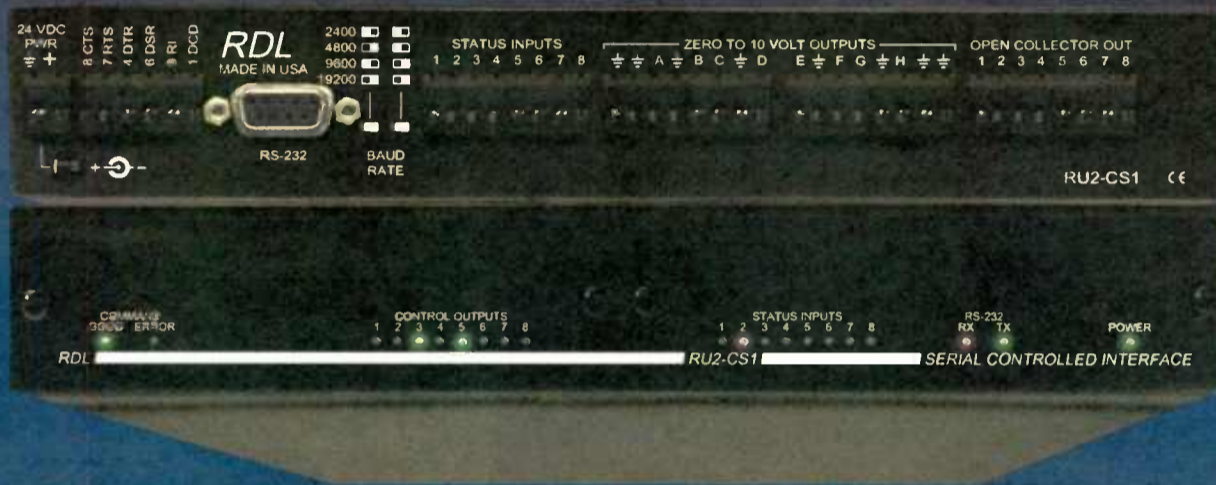 24 VDC
PWR
+
8 CTS
7 RTS
4 DTR
6 DSR
9 RI
1 DCD
RDL
MADE IN USA
RS-232
2400
4800
9600
19200
BAUD
RATE
STATUS INPUTS
1 2 3 4 5 6 7 8
ZERO TO 10 VOLT OUTPUTS
A B C D E F G H
OPEN COLLECTOR OUT
1 2 3 4 5 6 7 8
+ -
RU2-CS1 CE
COMMAND
GOOD ERROR
CONTROL OUTPUTS
1 2 3 4 5 6 7 8
STATUS INPUTS
1 2 3 4 5 6 7 8
RS-232
RX TX
POWER
RDL RU2-CS1 SERIAL CONTROLLED INTERFACE